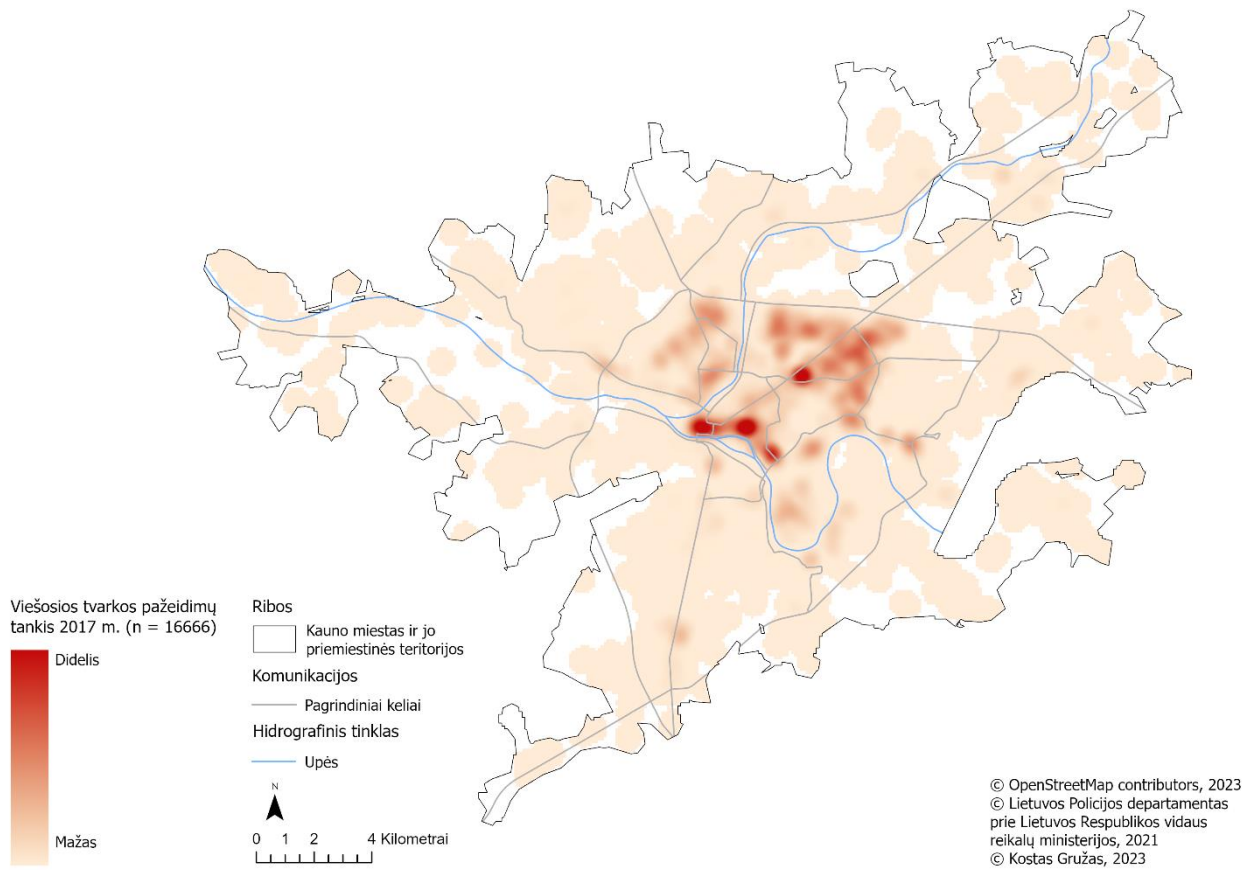 Viešosios tvarkos pažeidimų
tankis 2017 m. (n = 16666)
Didelis
Mažas
Ribos
Kauno miestas ir jo
priemiestinės teritorijos
Komunikacijos
Pagrindiniai keliai
Hidrografinis tinklas
Upės
N
0 1 2 4 Kilometrai
© OpenStreetMap contributors, 2023
© Lietuvos Policijos departamentas
prie Lietuvos Respublikos vidaus
reikalų ministerijos, 2021
© Kostas Gružas, 2023